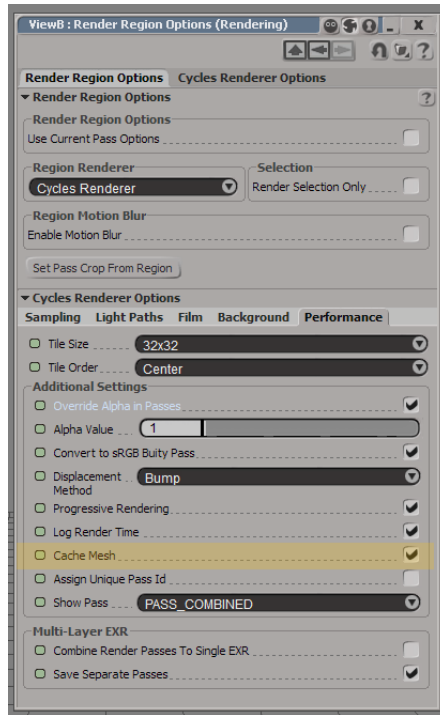 ViewB : Render Region Options (Rendering)
Render Region Options Cycles Renderer Options
Render Region Options
Render Region Options
Use Current Pass Options
Region Renderer Selection
Cycles Renderer Render Selection Only
Region Motion Blur
Enable Motion Blur
Set Pass Crop From Region
Cycles Renderer Options
Sampling Light Paths Film Background Performance
Tile Size 32x32
Tile Order Center
Additional Settings
Override Alpha in Passes
Alpha Value 1
Convert to sRGB Buity Pass
Displacement Bump
Method
Progressive Rendering
Log Render Time
Cache Mesh
Assign Unique Pass Id
Show Pass PASS_COMBINED
Multi-Layer EXR
Combine Render Passes To Single EXR
Save Separate Passes